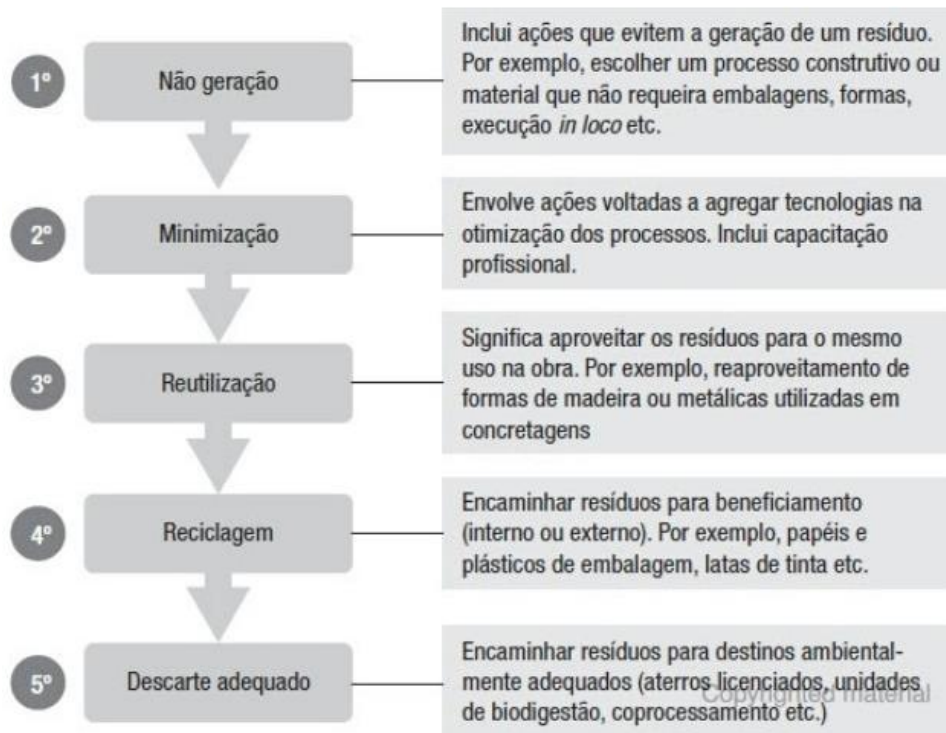 1º
Não geração
Inclui ações que evitem a geração de um resíduo.
Por exemplo, escolher um processo construtivo ou
material que não requeira embalagens, formas,
execução in loco etc.
2º
Minimização
Envolve ações voltadas a agregar tecnologias na
otimização dos processos. Inclui capacitação
profissional.
3º
Reutilização
Significa aproveitar os resíduos para o mesmo
uso na obra. Por exemplo, reaproveitamento de
formas de madeira ou metálicas utilizadas em
concretagens
4º
Reciclagem
Encaminhar resíduos para beneficiamento
(interno ou externo). Por exemplo, papéis e
plásticos de embalagem, latas de tinta etc.
5º
Descarte adequado
Encaminhar resíduos para destinos ambiental-
mente adequados (aterros licenciados, unidades
de biodigestão, coprocessamento etc.)
Copyrighted material